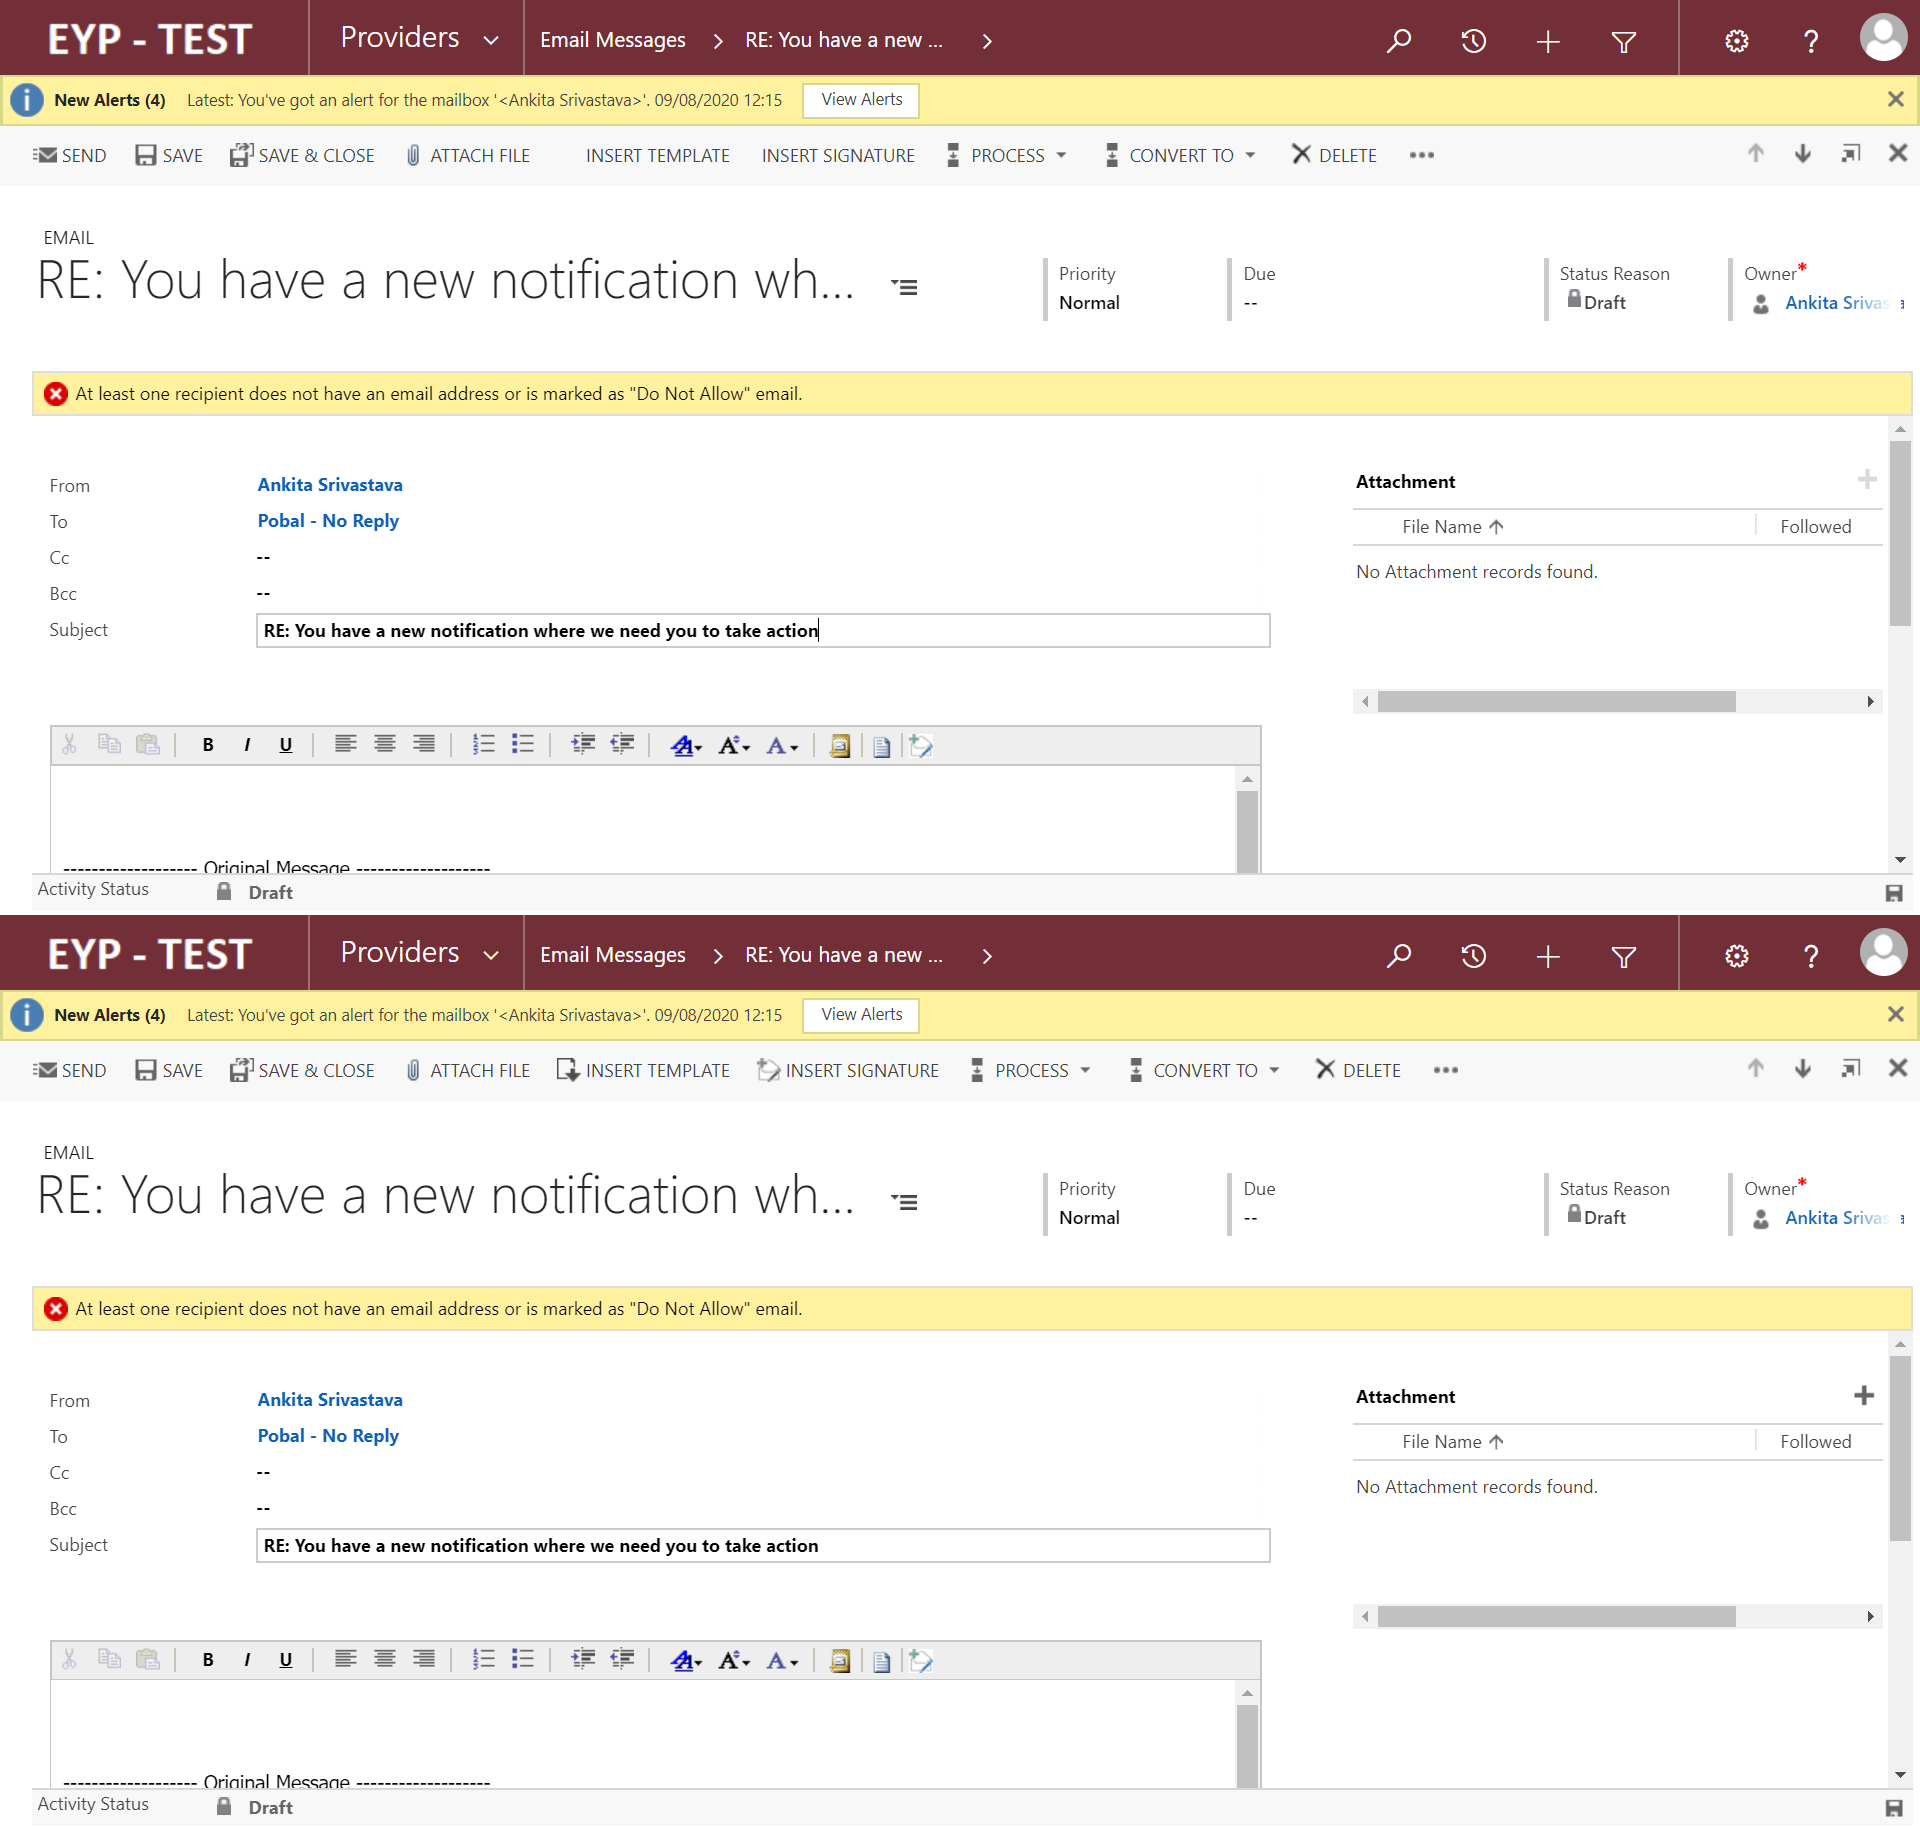 EYP - TEST Providers Email Messages RE: You have a new ... ?
New Alerts (4) Latest: You've got an alert for the mailbox '<Ankita Srivastava>'. 09/08/2020 12:15 View Alerts
SEND SAVE SAVE & CLOSE ATTACH FILE INSERT TEMPLATE INSERT SIGNATURE PROCESS CONVERT TO DELETE
EMAIL
RE: You have a new notification wh...
Priority Due Status Reason Owner*
Normal -- Draft Ankita Srivas a
At least one recipient does not have an email address or is marked as "Do Not Allow" email.
From Ankita Srivastava
To Pobal - No Reply
Cc --
Bcc --
Subject RE: You have a new notification where we need you to take action
Attachment
File Name Followed
No Attachment records found.
B I U A A A
------------------- Original Message -------------------
Activity Status Draft
EYP - TEST Providers Email Messages RE: You have a new ... ?
New Alerts (4) Latest: You've got an alert for the mailbox '<Ankita Srivastava>'. 09/08/2020 12:15 View Alerts
SEND SAVE SAVE & CLOSE ATTACH FILE INSERT TEMPLATE INSERT SIGNATURE PROCESS CONVERT TO DELETE
EMAIL
RE: You have a new notification wh...
Priority Due Status Reason Owner*
Normal -- Draft Ankita Srivas a
At least one recipient does not have an email address or is marked as "Do Not Allow" email.
From Ankita Srivastava
To Pobal - No Reply
Cc --
Bcc --
Subject RE: You have a new notification where we need you to take action
Attachment
File Name Followed
No Attachment records found.
B I U A A A
------------------- Original Message -------------------
Activity Status Draft